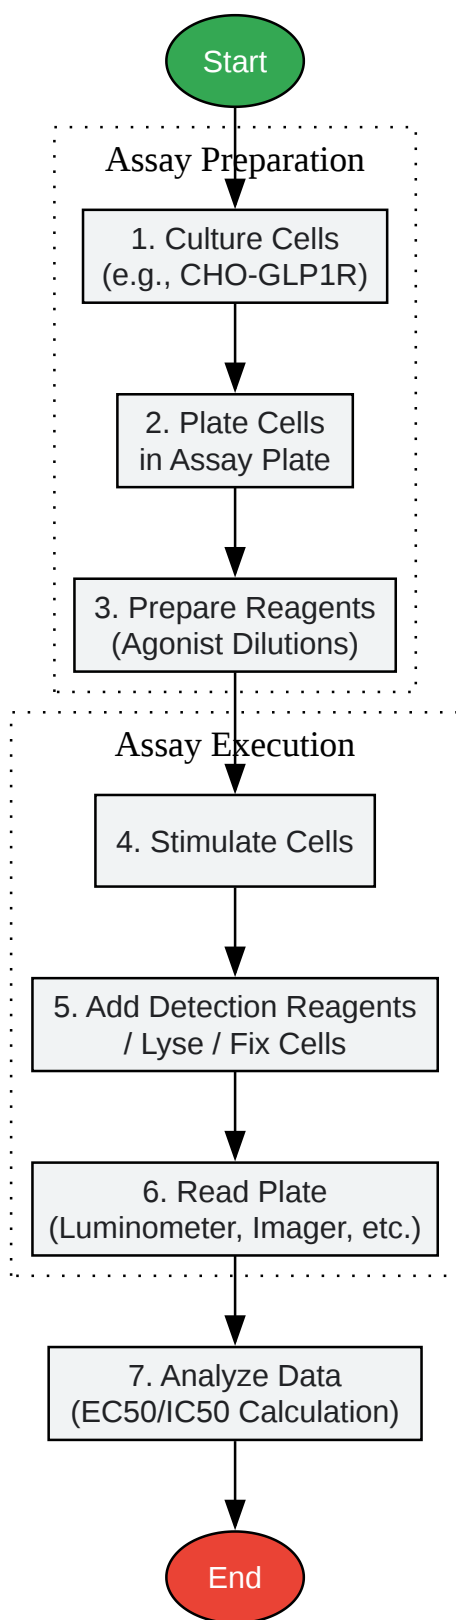 Start
Assay Preparation
1. Culture Cells
(e.g., CHO-GLP1R)
2. Plate Cells
in Assay Plate
3. Prepare Reagents
(Agonist Dilutions)
Assay Execution
4. Stimulate Cells
5. Add Detection Reagents
/ Lyse / Fix Cells
6. Read Plate
(Luminometer, Imager, etc.)
7. Analyze Data
(EC50/IC50 Calculation)
End